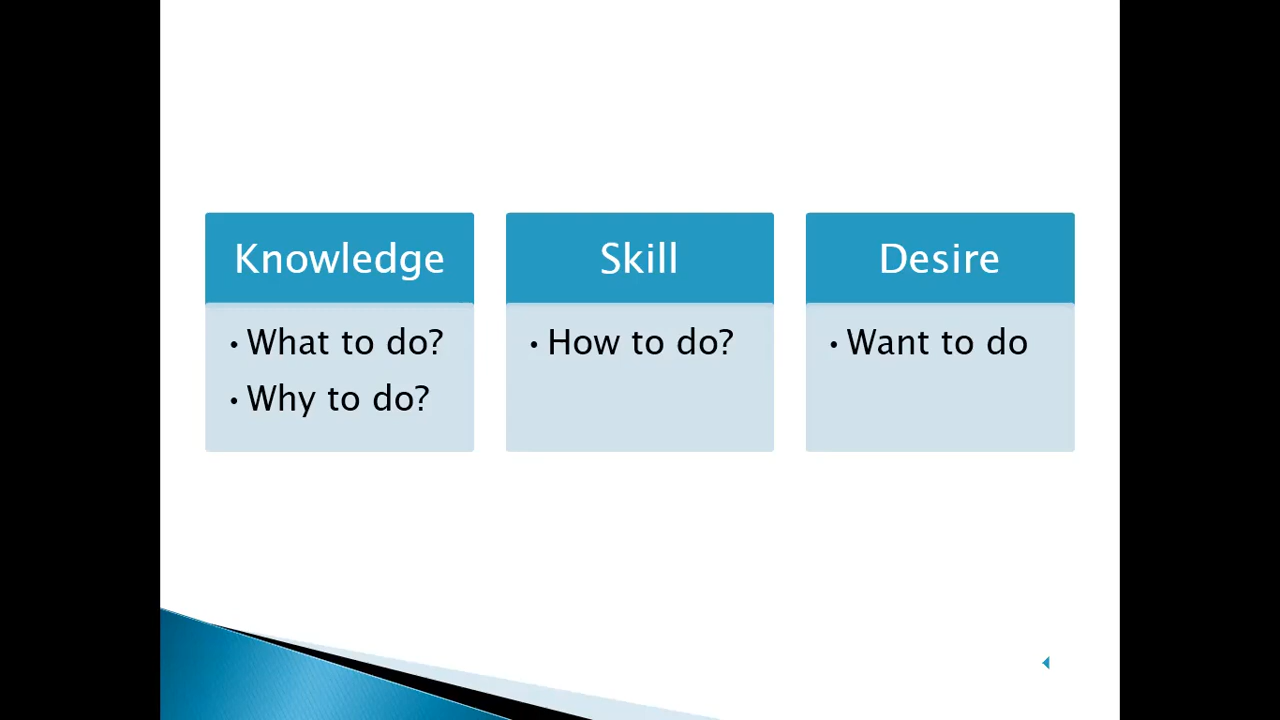 Knowledge
• What to do?
• Why to do?
Skill
• How to do?
Desire
• Want to do